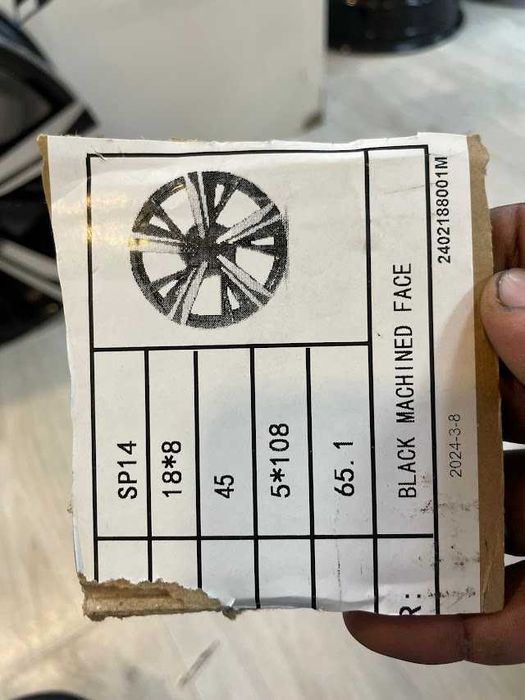 SP14
18*8
45
5*108
65.1
R: BLACK MACHINED FACE
2024-3-8 2402188001M